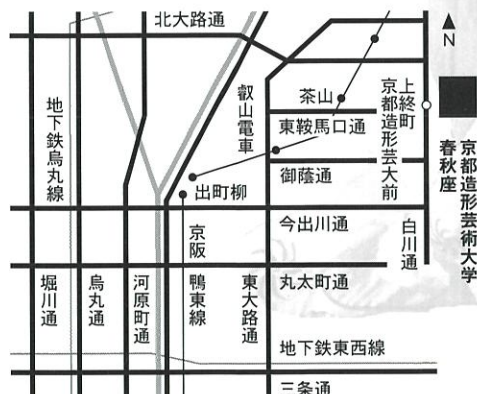 北大路通
N
地下鉄烏丸線
叡山電車
茶山
東鞍馬口通
上終町
京都造形芸大前
京都造形芸術大学
春秋座
御蔭通
出町柳
今出川通
白川通
京阪
鴨東線
丸太町通
堀川通
烏丸通
河原町通
東大路通
地下鉄東西線
三条通